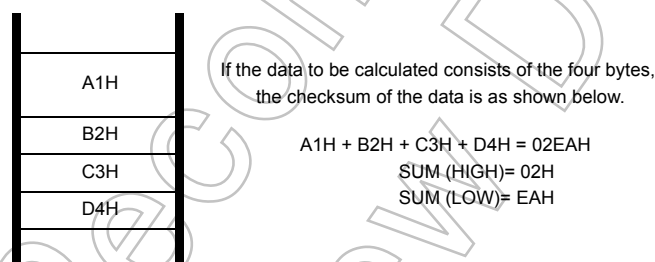 If the data to be calculated consists of the four bytes,
the checksum of the data is as shown below.
A1H
B2H
C3H
D4H
A1H + B2H + C3H + D4H = 02EAH
SUM (HIGH)= 02H
SUM (LOW)= EAH